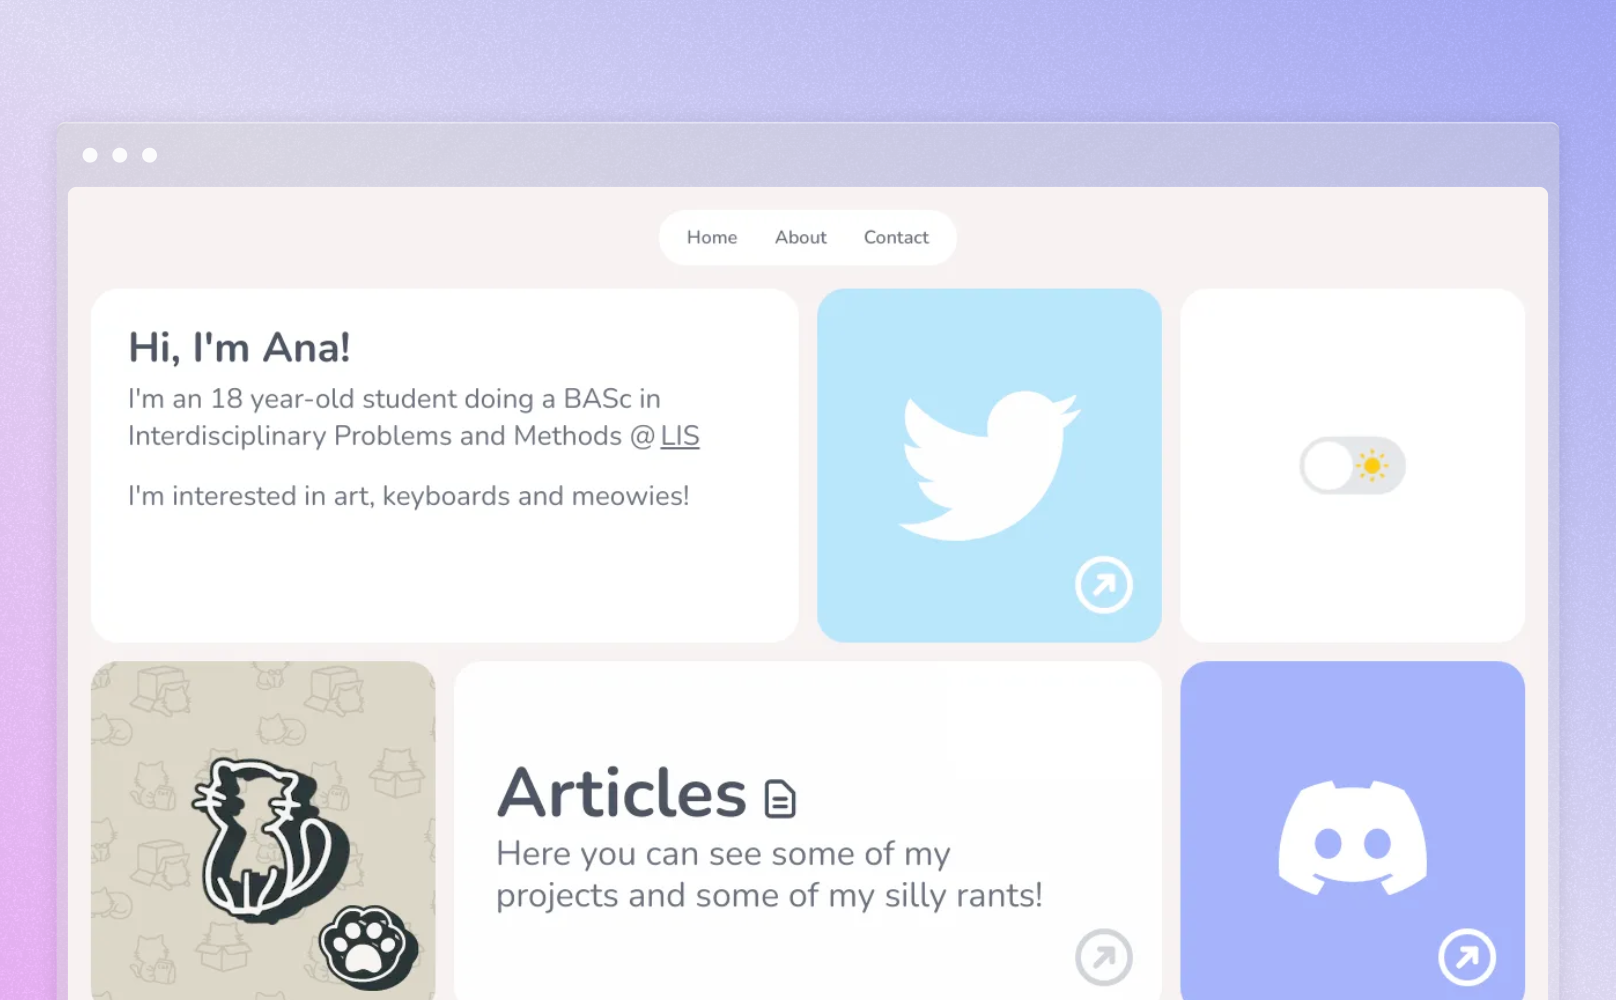 Home About Contact
Hi, I'm Ana!
I'm an 18 year-old student doing a BASc in
Interdisciplinary Problems and Methods @ LIS
I'm interested in art, keyboards and meowies!
Articles
Here you can see some of my
projects and some of my silly rants!